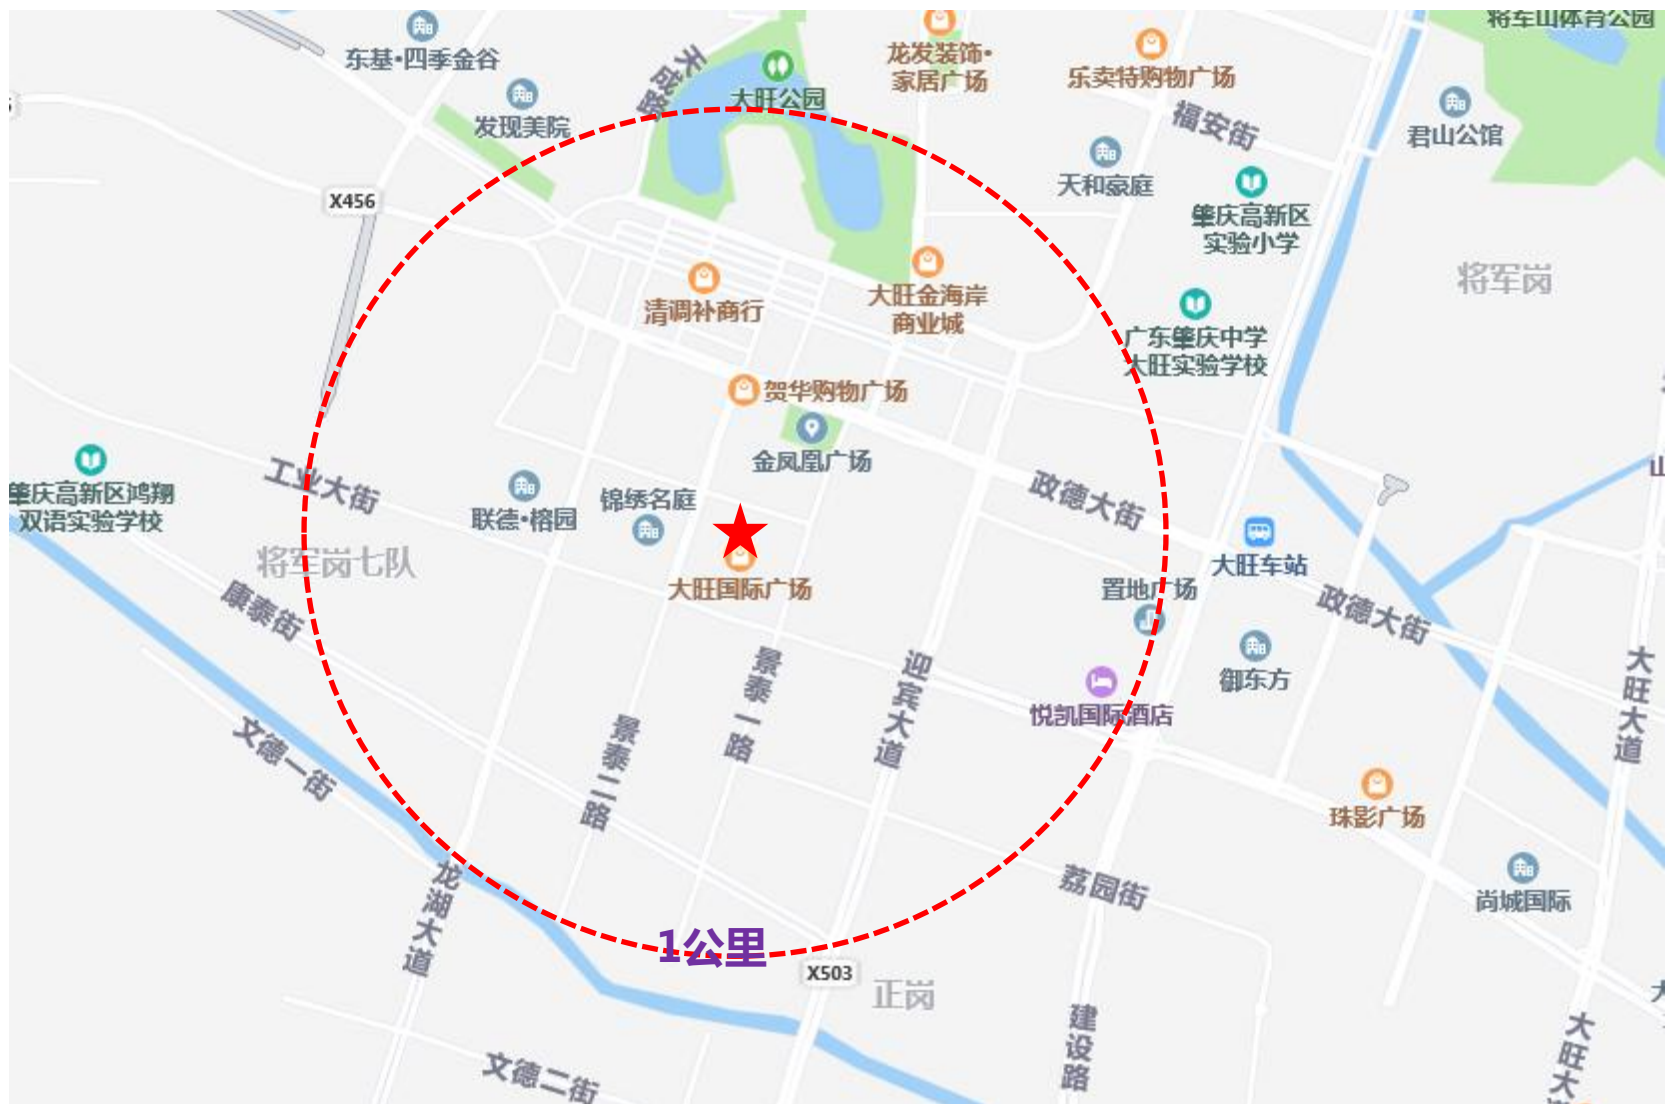 将军山体育公园
东基·四季金谷
天成路
大旺公园
龙发装饰·
家居广场
乐卖特购物广场
发现美院
福安街
君山公馆
天和豪庭
X456
肇庆高新区
实验小学
将军岗
清调补商行
大旺金海岸
商业城
广东肇庆中学
大旺实验学校
贺华购物广场
金凤凰广场
工业大街
肇庆高新区鸿翔
双语实验学校
联德·榕园
锦绣名庭
政德大街
大旺车站
将军岗七队
大旺国际广场
置地广场
康泰街
政德大街
御东方
景泰一路
迎宾大道
悦凯国际酒店
大旺大道
文德一街
景泰二路
珠影广场
龙湖大道
荔园街
尚城国际
1公里
X503
正岗
建设路
文德二街
大旺大